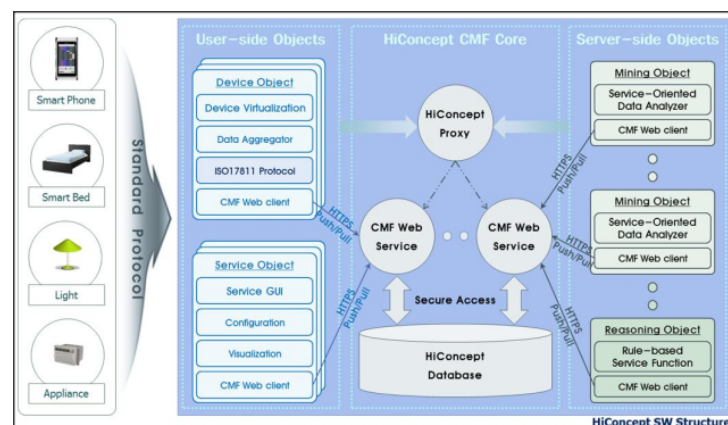 Smart Phone
Smart Bed
Light
Appliance
Standard Protocol
User-side Objects
Device Object
Device Virtualization
Data Aggregator
ISO17811 Protocol
CMF Web client
Service Object
Service GUI
Configuration
Visualization
CMF Web client
HTTPS
Push/Pull
HTTPS
Push/Pull
HiConcept CMF Core
HiConcept
Proxy
CMF Web
Service
CMF Web
Service
Secure Access
HiConcept
Database
HTTPS
Push/Pull
HTTPS
Push/Pull
HTTPS
Push/Pull
Server-side Objects
Mining Object
Service-Oriented
Data Analyzer
CMF Web client
Mining Object
Service-Oriented
Data Analyzer
CMF Web client
Reasoning Object
Rule-based
Service Function
CMF Web client
HiConcept SW Structure